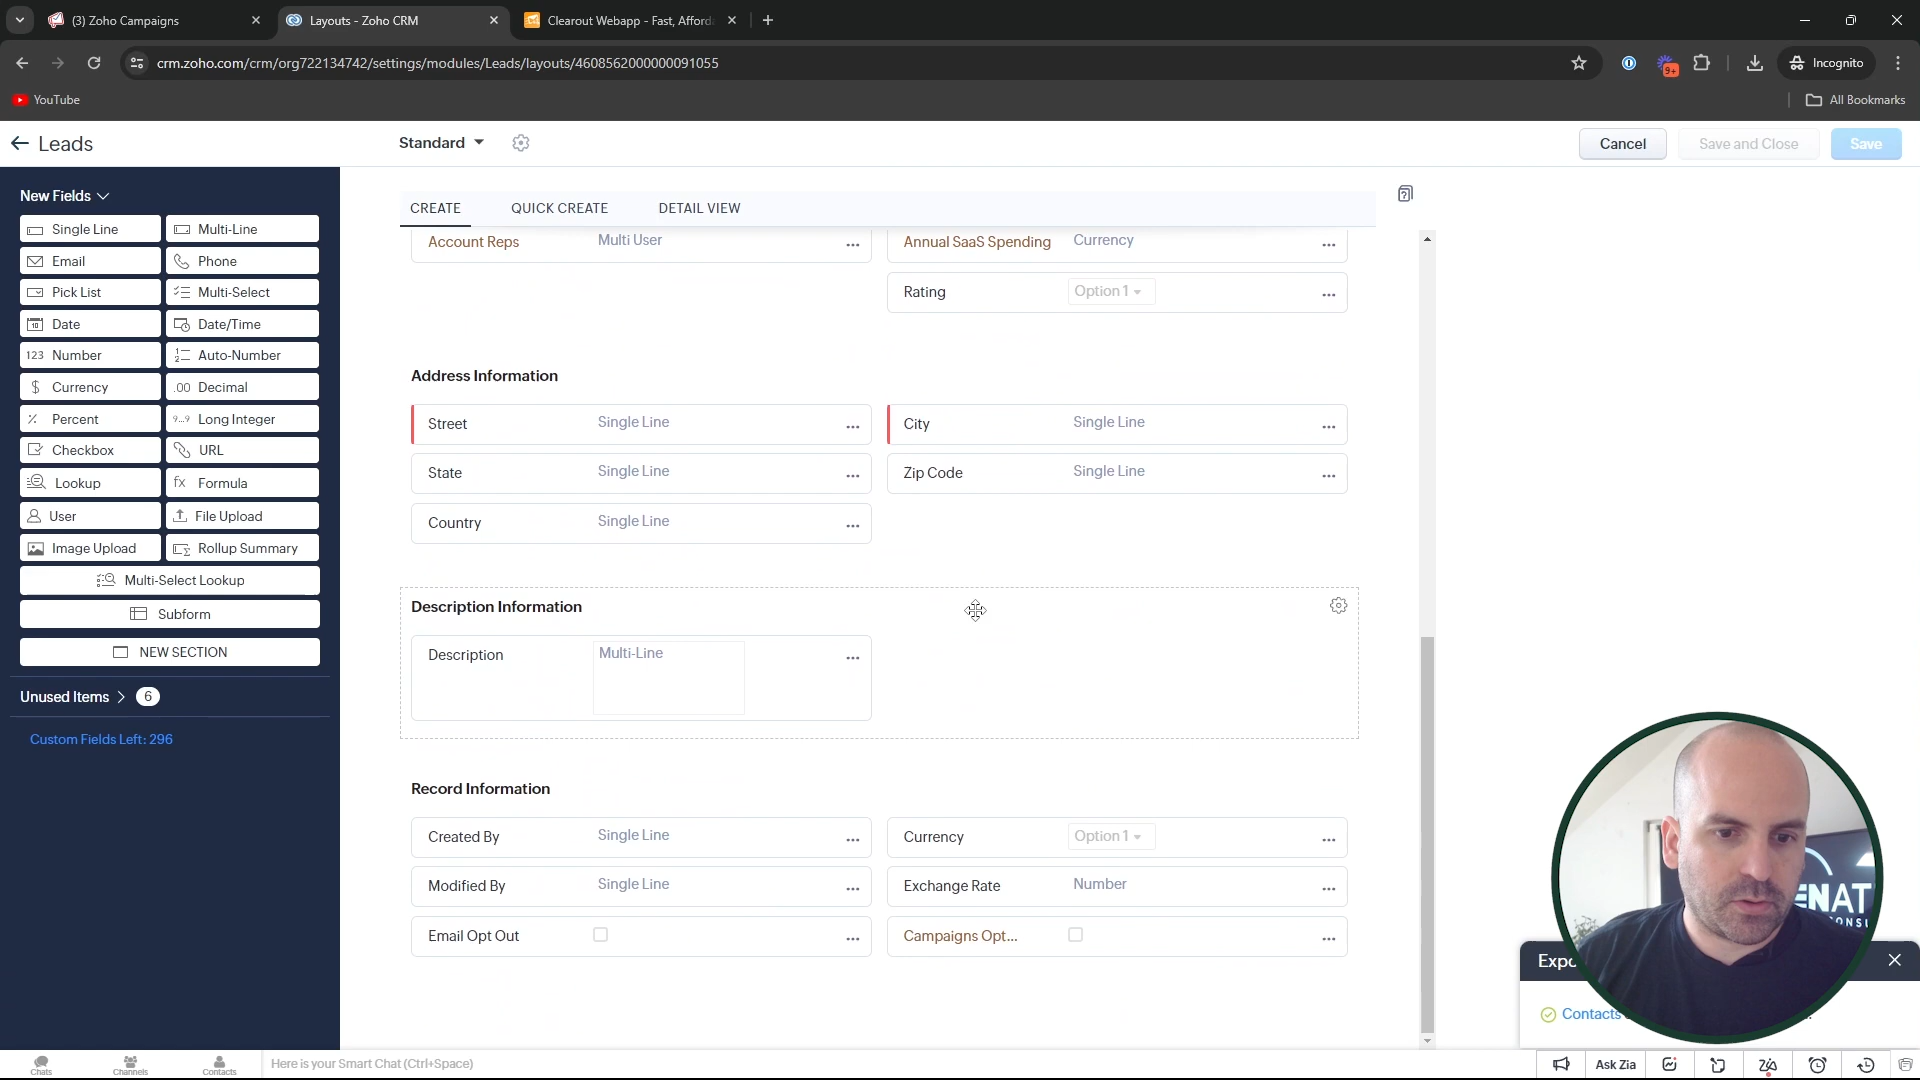 (3) Zoho Campaigns
Layouts - Zoho CRM
Clearout Webapp - Fast, Afford
crm.zoho.com/crm/org722134742/settings/modules/Leads/layouts/4608562000000091055
9+
Incognito
YouTube
All Bookmarks
Leads
Standard
Cancel
Save and Close
Save
New Fields
Single Line
Multi-Line
Email
Phone
Pick List
Multi-Select
Date
Date/Time
Number
Auto-Number
Currency
Decimal
Percent
Long Integer
Checkbox
URL
Lookup
Formula
User
File Upload
Image Upload
Rollup Summary
Multi-Select Lookup
Subform
NEW SECTION
Unused Items 6
Custom Fields Left: 296
CREATE
QUICK CREATE
DETAIL VIEW
Account Reps Multi User
Annual SaaS Spending Currency
Rating Option 1
Address Information
Street Single Line
City Single Line
State Single Line
Zip Code Single Line
Country Single Line
Description Information
Description Multi-Line
Record Information
Created By Single Line
Currency Option 1
Modified By Single Line
Exchange Rate Number
Email Opt Out
Campaigns Opt...
ENAT
CONSU
Expo
Contacts
Chats
Channels
Contacts
Here is your Smart Chat (Ctrl+Space)
Ask Zia